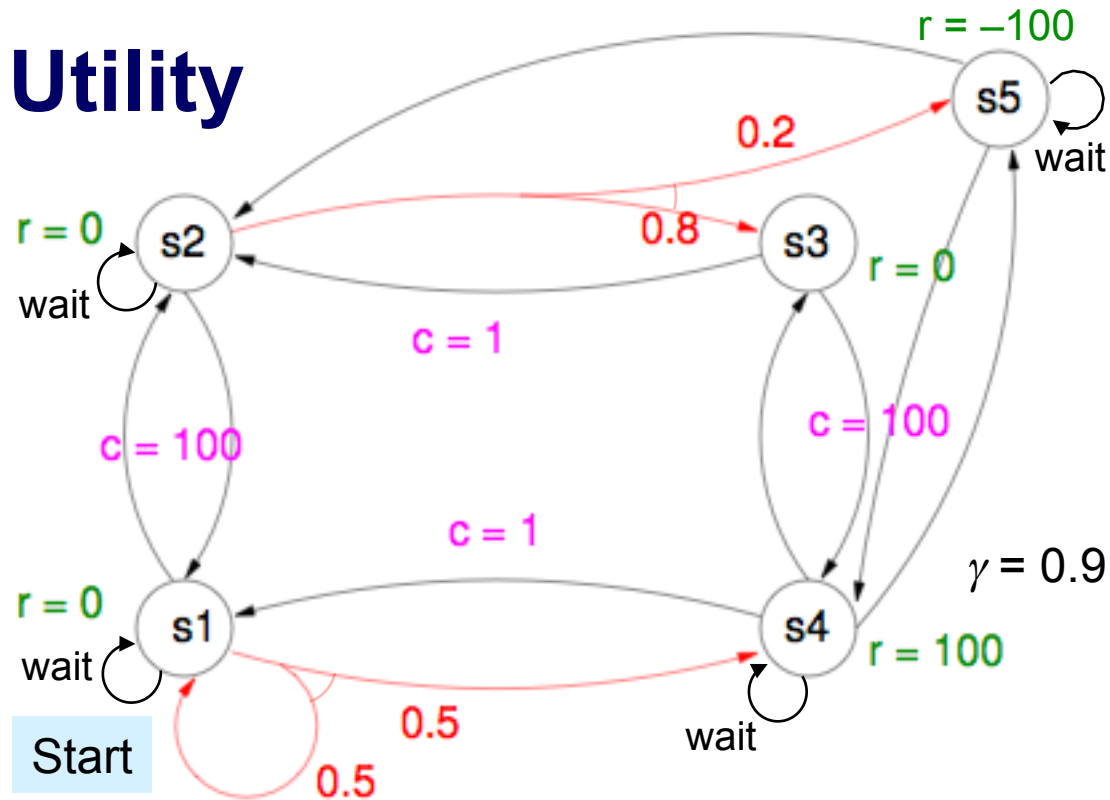 Utility
r = –100
s5
wait
0.2
r = 0
s2
0.8
s3
r = 0
wait
c = 1
c = 100
c = 100
c = 1
γ = 0.9
r = 0
s1
s4
r = 100
wait
0.5
wait
Start
0.5